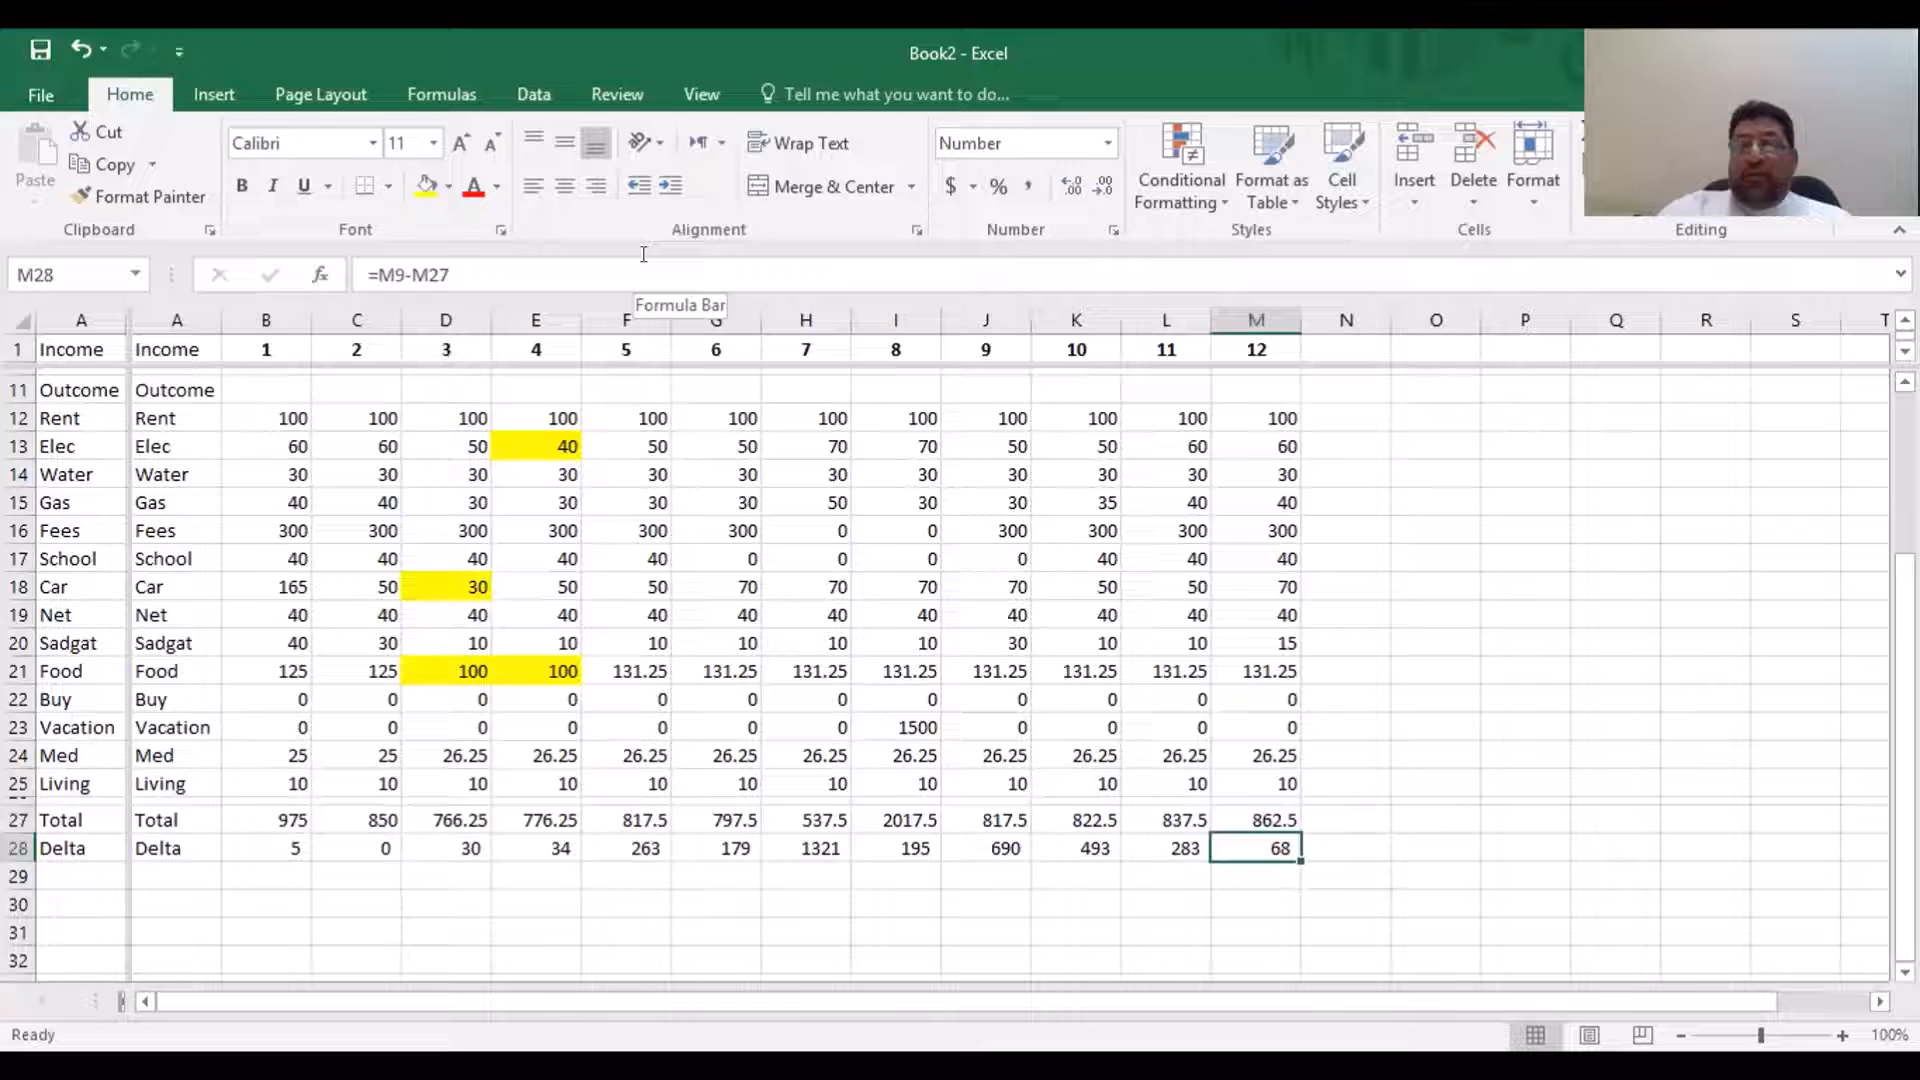 Book2 - Excel
File Home Insert Page Layout Formulas Data Review View Tell me what you want to do...
Paste
Cut
Copy
Format Painter
Clipboard
Calibri 11
B I U
Font
Wrap Text
Merge & Center
Alignment
Number
$ % ,
Number
Conditional Formatting
Format as Table
Cell Styles
Styles
Insert Delete Format
Cells
Editing
M28 fx =M9-M27
Formula Bar
A A B C D E F G H I J K L M N O P Q R S T
1 Income Income 1 2 3 4 5 6 7 8 9 10 11 12
11 Outcome Outcome
12 Rent Rent 100 100 100 100 100 100 100 100 100 100 100 100
13 Elec Elec 60 60 50 40 50 50 70 70 50 50 60 60
14 Water Water 30 30 30 30 30 30 30 30 30 30 30 30
15 Gas Gas 40 40 30 30 30 30 50 30 30 35 40 40
16 Fees Fees 300 300 300 300 300 300 0 0 300 300 300 300
17 School School 40 40 40 40 40 0 0 0 0 40 40 40
18 Car Car 165 50 30 50 50 70 70 70 70 50 50 70
19 Net Net 40 40 40 40 40 40 40 40 40 40 40 40
20 Sadgat Sadgat 40 30 10 10 10 10 10 10 30 10 10 15
21 Food Food 125 125 100 100 131.25 131.25 131.25 131.25 131.25 131.25 131.25 131.25
22 Buy Buy 0 0 0 0 0 0 0 0 0 0 0 0
23 Vacation Vacation 0 0 0 0 0 0 0 1500 0 0 0 0
24 Med Med 25 25 26.25 26.25 26.25 26.25 26.25 26.25 26.25 26.25 26.25 26.25
25 Living Living 10 10 10 10 10 10 10 10 10 10 10 10
27 Total Total 975 850 766.25 776.25 817.5 797.5 537.5 2017.5 817.5 822.5 837.5 862.5
28 Delta Delta 5 0 30 34 263 179 1321 195 690 493 283 68
29
30
31
32
Ready 100%